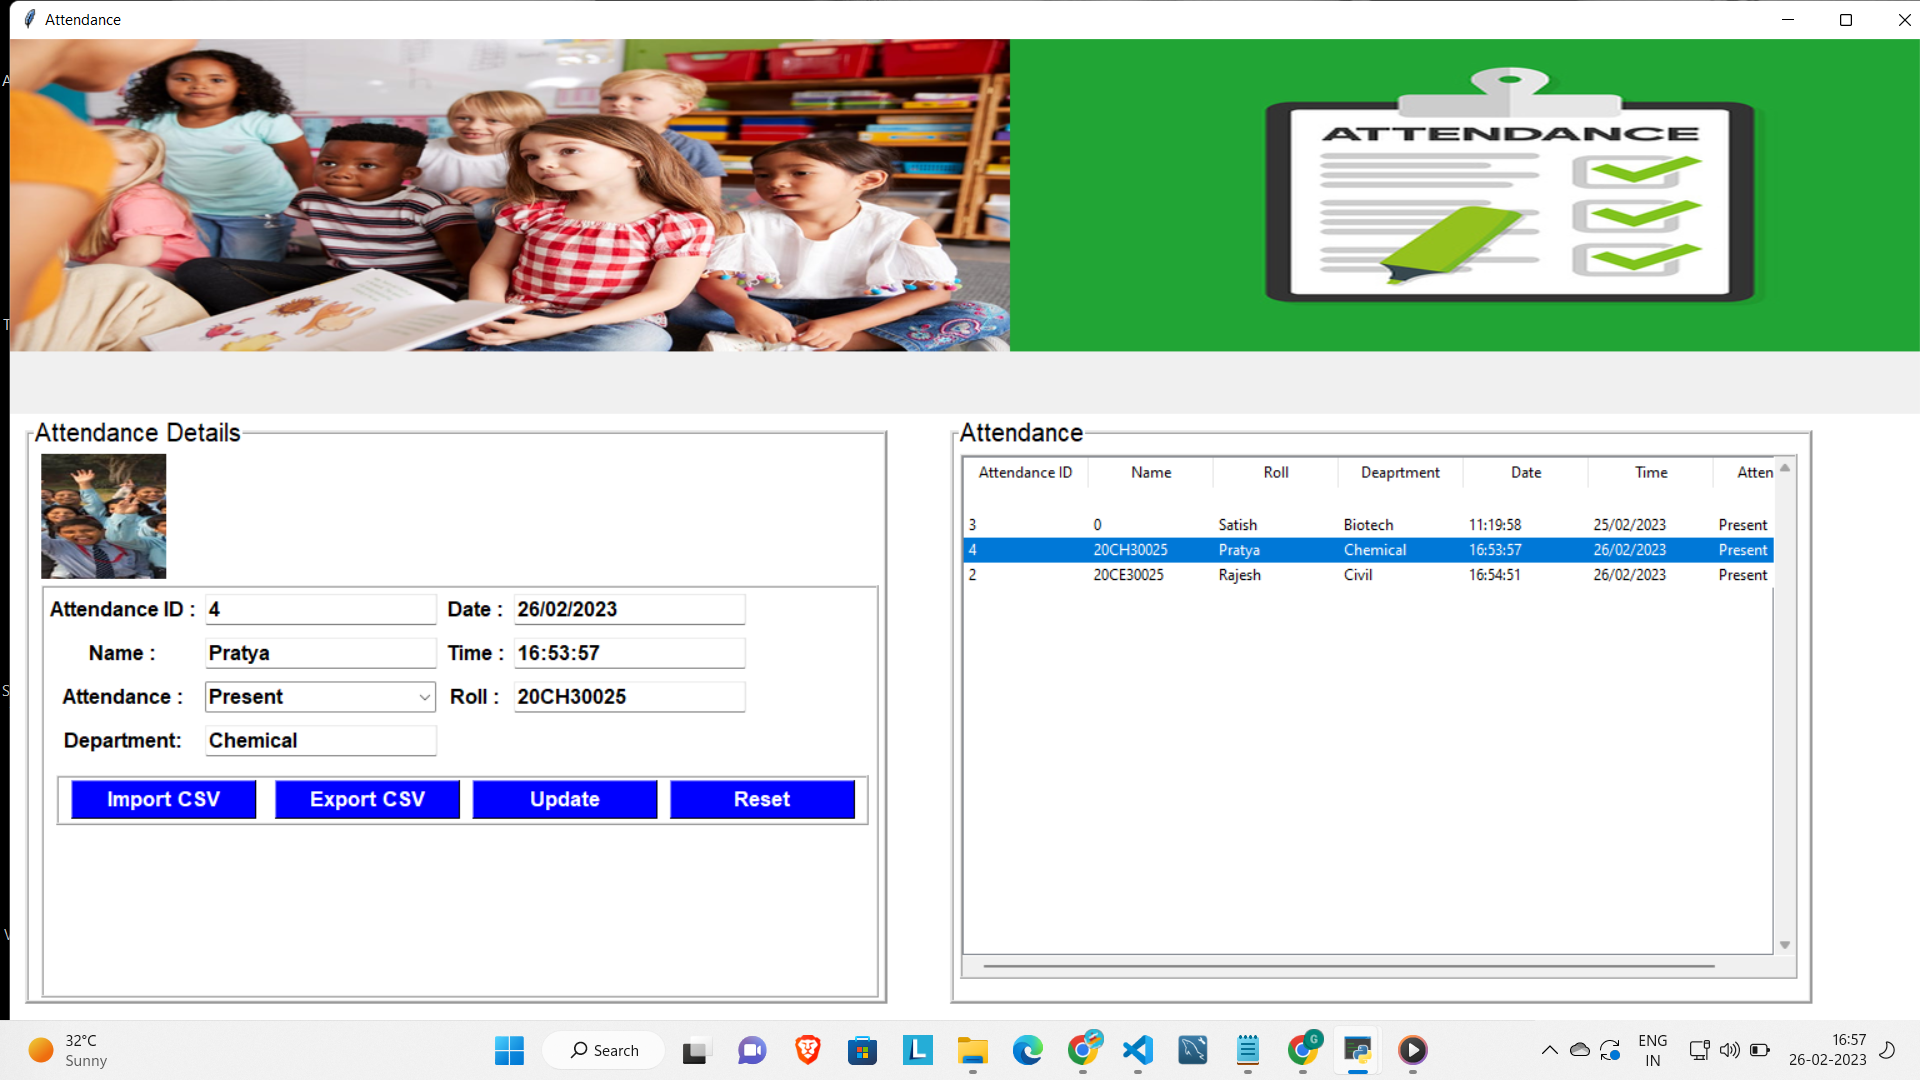 Attendance
ATTENDANCE
Attendance Details
Attendance ID : 4 Date : 26/02/2023
Name : Pratya Time : 16:53:57
Attendance : Present Roll : 20CH30025
Department: Chemical
Import CSV Export CSV Update Reset
Attendance
Attendance ID Name Roll Deaprtment Date Time Atten
3 0 Satish Biotech 11:19:58 25/02/2023 Present
4 20CH30025 Pratya Chemical 16:53:57 26/02/2023 Present
2 20CE30025 Rajesh Civil 16:54:51 26/02/2023 Present
32°C
Sunny
Search
L
G
ENG
IN
16:57
26-02-2023